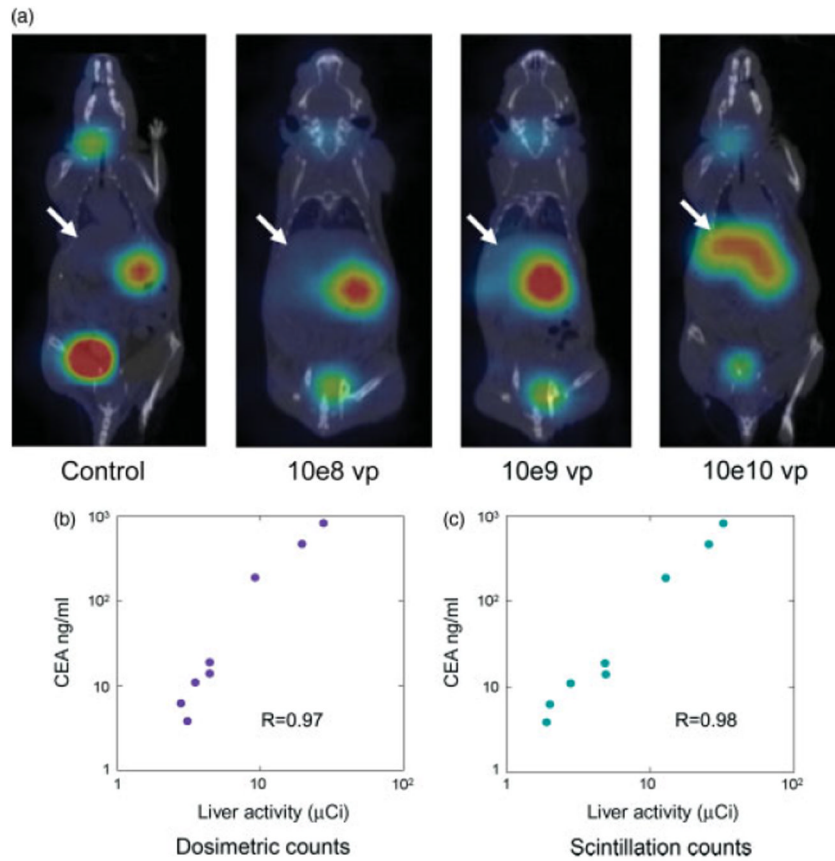 (a)
Control
10e8 vp
10e9 vp
10e10 vp
(b)
10³
10²
10
1
CEA ng/ml
R=0.97
1
10
10²
Liver activity (µCi)
Dosimetric counts
(c)
10³
10²
10
1
CEA ng/ml
R=0.98
1
10
10²
Liver activity (µCi)
Scintillation counts